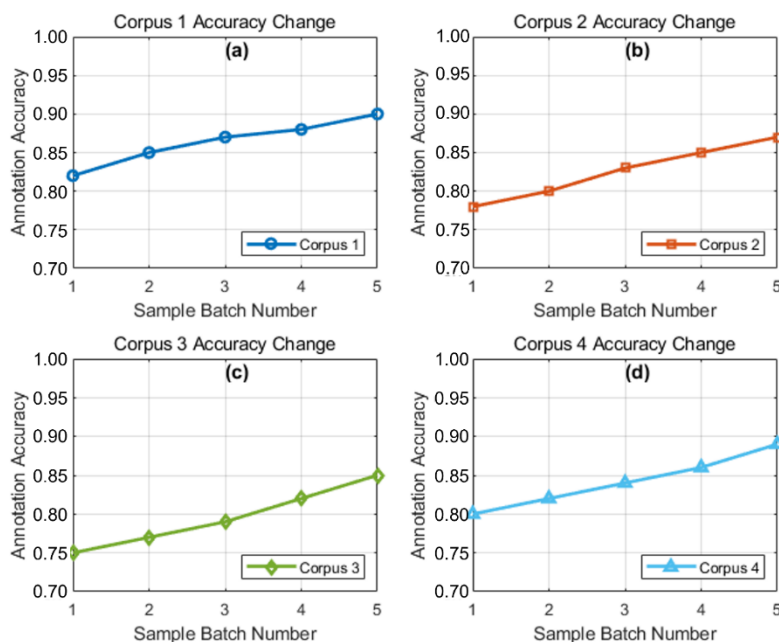 Corpus 1 Accuracy Change
(a)
1.00
0.95
0.90
0.85
0.80
0.75
0.70
Annotation Accuracy
Corpus 1
1 2 3 4 5
Sample Batch Number
Corpus 2 Accuracy Change
(b)
1.00
0.95
0.90
0.85
0.80
0.75
0.70
Annotation Accuracy
Corpus 2
1 2 3 4 5
Sample Batch Number
Corpus 3 Accuracy Change
(c)
1.00
0.95
0.90
0.85
0.80
0.75
0.70
Annotation Accuracy
Corpus 3
1 2 3 4 5
Sample Batch Number
Corpus 4 Accuracy Change
(d)
1.00
0.95
0.90
0.85
0.80
0.75
0.70
Annotation Accuracy
Corpus 4
1 2 3 4 5
Sample Batch Number